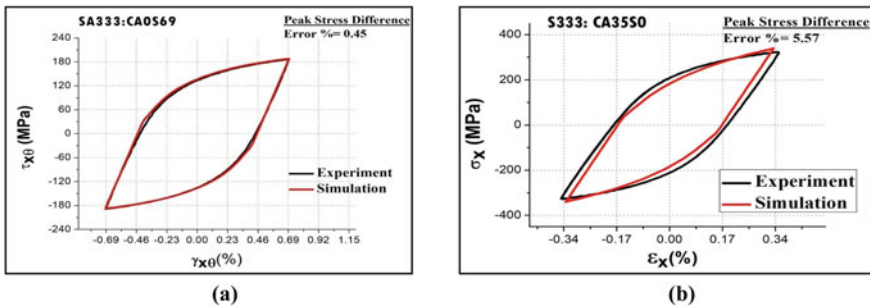 SA333:CA0S69
Peak Stress Difference
Error %= 0.45
τxθ (MPa)
240
180
120
60
0
-60
-120
-180
-240
Experiment
Simulation
-0.69 -0.46 -0.23 0.00 0.23 0.46 0.69 0.92 1.15
γxθ(%)
(a)
S333: CA35S0
Peak Stress Difference
Error %= 5.57
σx (MPa)
400
200
0
-200
-400
Experiment
Simulation
-0.34 -0.17 0.00 0.17 0.34
εx(%)
(b)